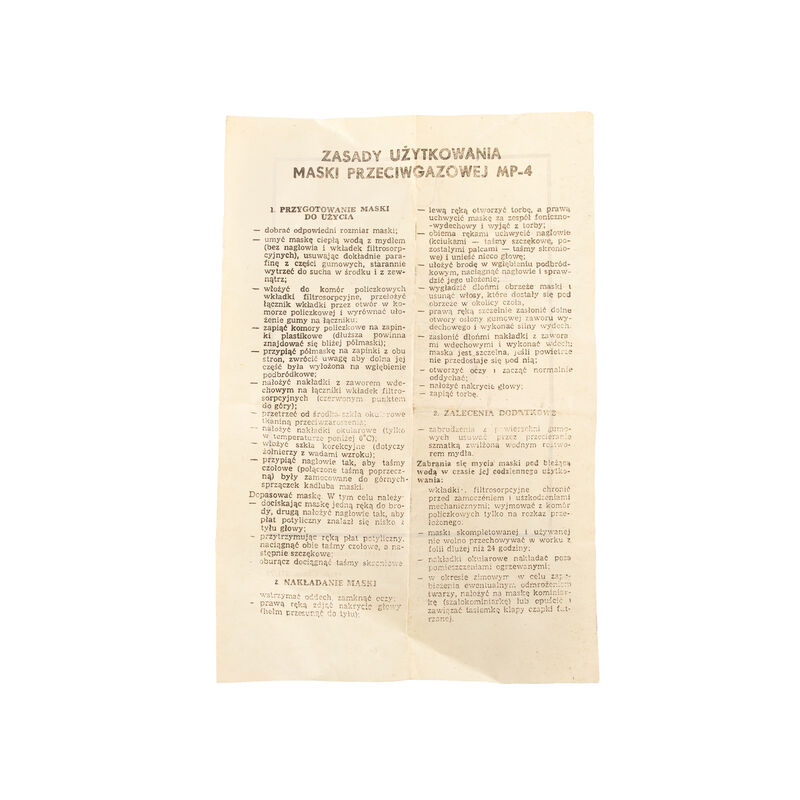 ZASADY UŻYTKOWANIA
MASKI PRZECIWGAZOWEJ MP-4
1. PRZYGOTOWANIE MASKI
DO UŻYCIA
— dobrać odpowiedni rozmiar maski;
— umyć maskę ciepłą wodą z mydłem
(bez nagłowia i wkładek filtrosorp-
cyjnych), usuwając dokładnie para-
finę z części gumowych, starannie
wytrzeć do sucha w środku i z zew-
nątrz;
— włożyć do komór policzkowych
wkładki filtrosorpcyjne, przełożyć
łącznik wkładki przez otwór w ko-
morze policzkowej i wyrównać uło-
żenie gumy na łączniku;
— zapiąć komory policzkowe na zapin-
ki plastikowe (dłuższa powinna
znajdować się bliżej półmaski);
— przypiąć półmaskę na zapinki z obu
stron, zwrócić uwagę aby dolna jej
część była wyłożona na wgłębienie
podbródkowe;
— nałożyć nakładki z zaworem wde-
chowym na łączniki wkładek filtro-
sorpcyjnych (czerwonym punktem
do góry);
— przetrzeć od środka szkła okularowe
tkaniną przeciwzaroszenia;
— nałożyć nakładki okularowe (tylko
w temperaturze poniżej 0°C);
— włożyć szkła korekcyjne (dotyczy
żołnierzy z wadami wzroku);
— przypiąć nagłowie tak, aby taśmy
czołowe (połączone taśmą poprzecz-
ną) były zamocowane do górnych
sprzączek kadłuba maski.
Dopasować maskę. W tym celu należy
— dociskając maskę jedną ręką do bro-
dy, drugą nałożyć nagłowie tak, aby
płat potyliczny znalazł się nisko z
tyłu głowy;
— przytrzymując ręką płat potyliczny,
naciągnąć obie taśmy czołowe, a na-
stępnie szczękowe;
— oburącz dociągnąć taśmy skroniowe.
2. NAKŁADANIE MASKI
— wstrzymać oddech, zamknąć oczy;
— prawą ręką zdjąć nakrycie głowy
(hełm przesunąć do tyłu);
— lewą ręką otworzyć torbę, a prawą
uchwycić maskę za zespół foniczno-
-wydechowy i wyjąć z torby;
— obiema rękami uchwycić nagłowie
(kciukami — taśmy szczękowe, po-
zostałymi palcami — taśmy skronio-
we) i unieść nieco głowę;
— ułożyć brodę w wgłębieniu podbród-
kowym, naciągnąć nagłowie i spraw-
dzić jego ułożenie;
— wygładzić dłońmi obrzeże maski i
usunąć włosy, które dostały się pod
obrzeże w okolicy czoła,
— prawą ręką szczelnie zasłonić dolne
otwory osłony gumowej zaworu wy-
dechowego i wykonać silny wydech,
— zasłonić dłońmi nakładki z zawora-
mi wdechowymi i wykonać wdech;
maska jest szczelna, jeśli powietrze
nie przedostaje się pod nią;
— otworzyć oczy i zacząć normalnie
oddychać;
— nałożyć nakrycie głowy;
— zapiąć torbę.
3. ZALECENIA DODATKOWE
— zabrudzenia z powierzchni gumo-
wych usuwać przez przecieranie
szmatką zwilżoną wodnym roztwo-
rem mydła.
Zabrania się mycia maski pod bieżącą
wodą w czasie jej codziennego użytko-
wania:
— wkładki filtrosorpcyjne chronić
przed zamoczeniem i uszkodzeniami
mechanicznymi; wyjmować z komór
policzkowych tylko na rozkaz prze-
łożonego;
— maski skompletowanej i używanej
nie wolno przechowywać w worku z
folii dłużej niż 24 godziny;
— nakładki okularowe nakładać poza
pomieszczeniami ogrzewanymi;
— w okresie zimowym w celu zapo-
bieżenia ewentualnym odmrożeniom
twarzy, nałożyć na maskę kominiar-
kę (szalokominiarkę) lub opuścić i
zawiązać tasiemkę klapy czapki fut-
rzanej.